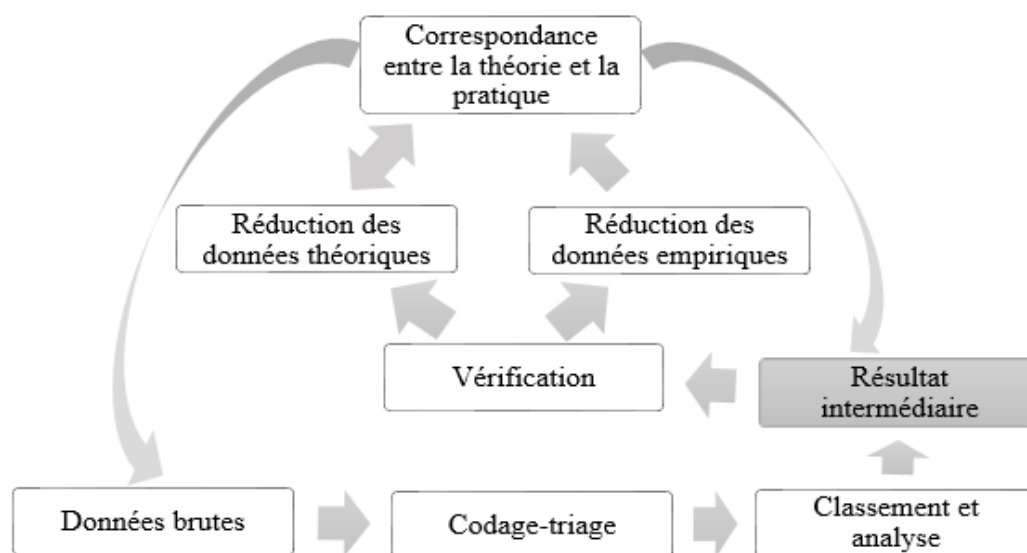 Correspondance
entre la théorie et la
pratique
Réduction des
données théoriques
Réduction des
données empiriques
Vérification
Résultat
intermédiaire
Données brutes
Codage-triage
Classement et
analyse